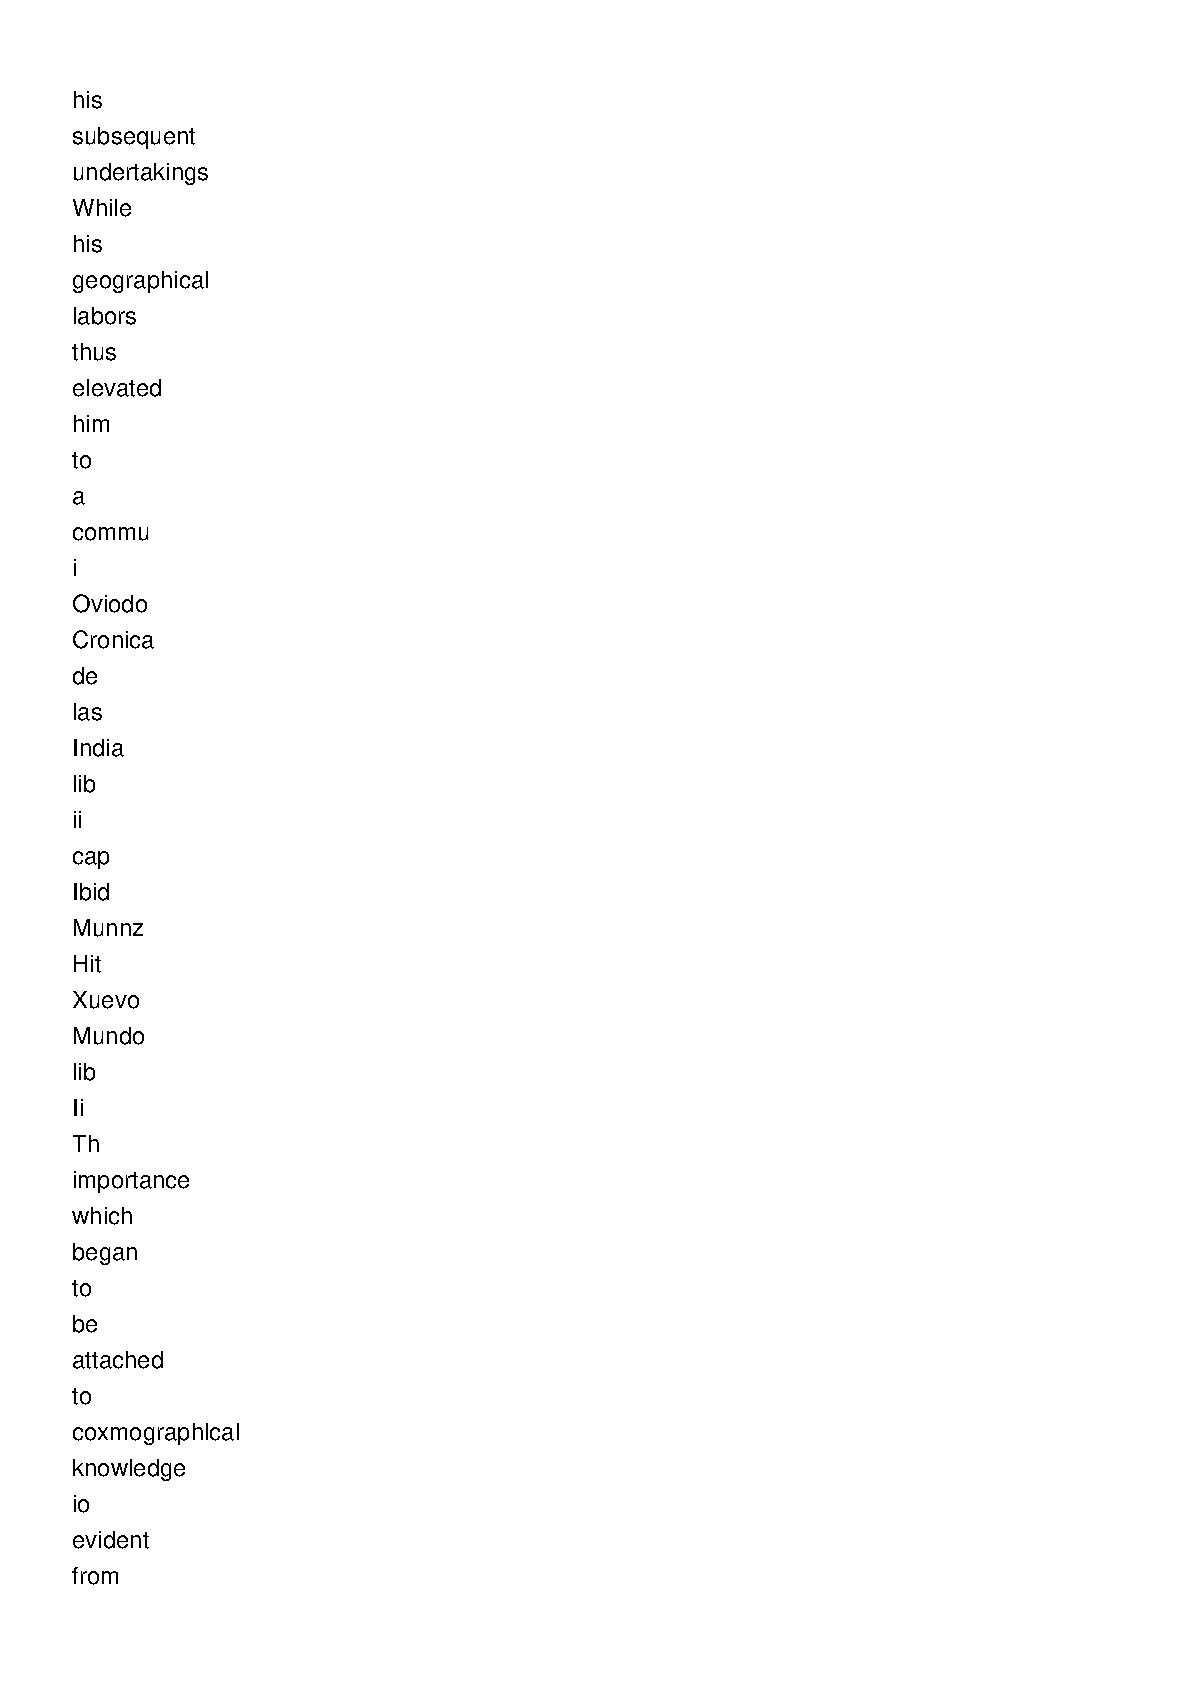 his
subsequent
undertakings
While
his
geographical
labors
thus
elevated
him
to
a
commu
i
Oviodo
Cronica
de
las
India
lib
ii
cap
Ibid
Munnz
Hit
Xuevo
Mundo
lib
Ii
Th
importance
which
began
to
be
attached
to
coxmographlcal
knowledge
io
evident
from